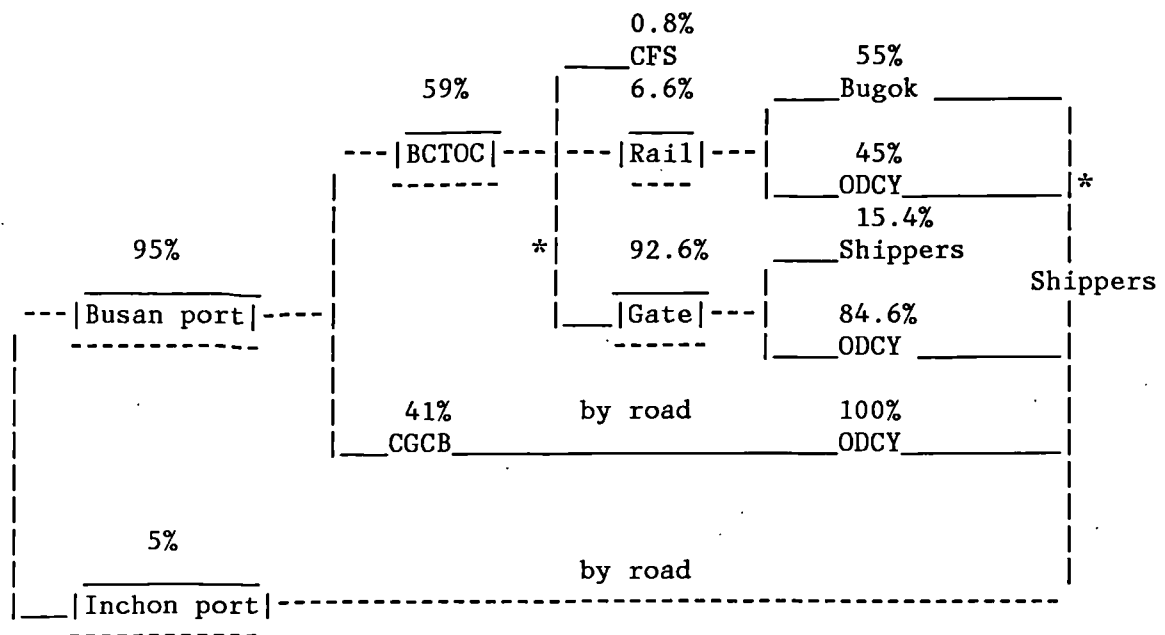 0.8%
CFS
59% 6.6% 55%
Bugok
BCTOC Rail 45%
ODCY *
15.4%
95% * 92.6% Shippers
Shippers
Busan port Gate 84.6%
ODCY
41% by road 100%
CGCB ODCY
5%
by road
Inchon port